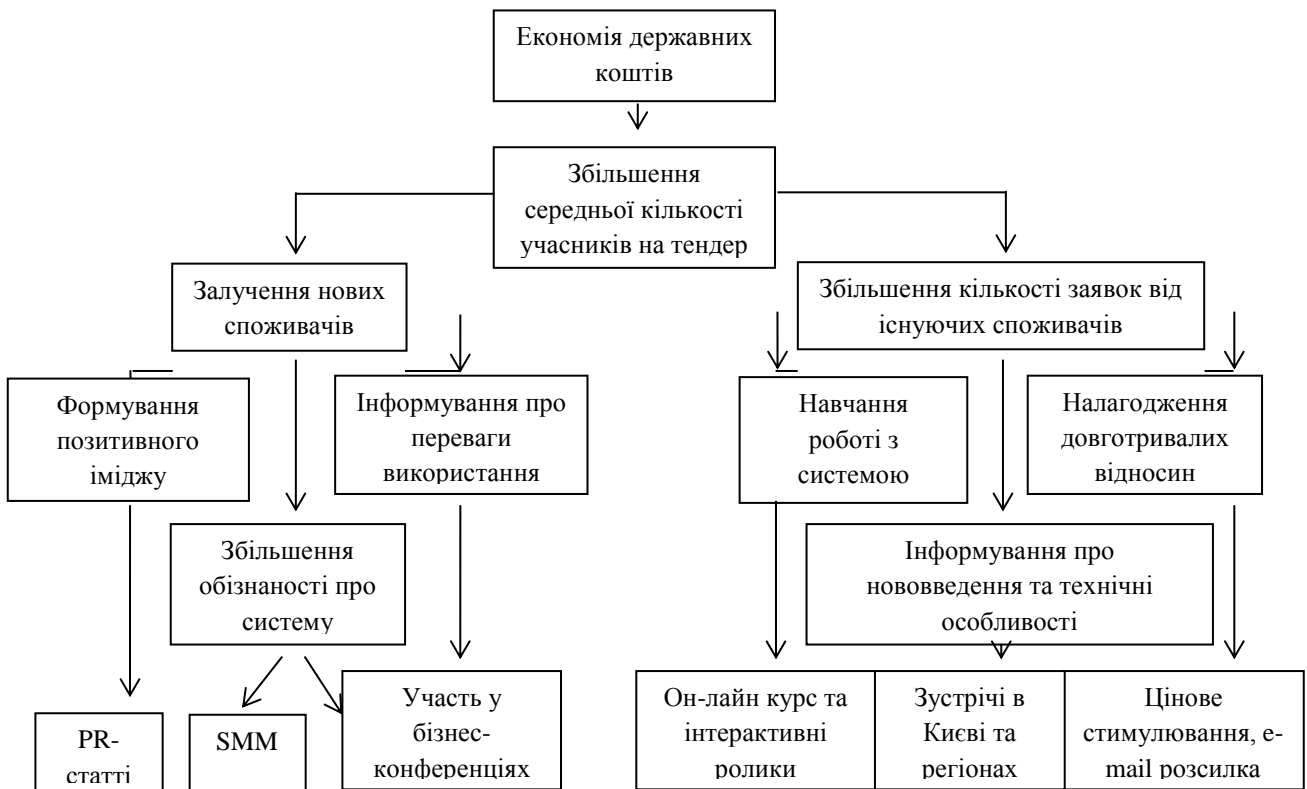 Економія державних
коштів
Збільшення
середньої кількості
учасників на тендер
Залучення нових
споживачів
Збільшення кількості заявок від
існуючих споживачів
Формування
позитивного
іміджу
Інформування про
переваги
використання
Навчання
роботі з
системою
Налагодження
довготривалих
відносин
Збільшення
обізнаності про
систему
Інформування про
нововведення та технічні
особливості
PR-
статті
SMM
Участь у
бізнес-
конференціях
Он-лайн курс та
інтерактивні
ролики
Зустрічі в
Києві та
регіонах
Цінове
стимулювання, e-
mail розсилка